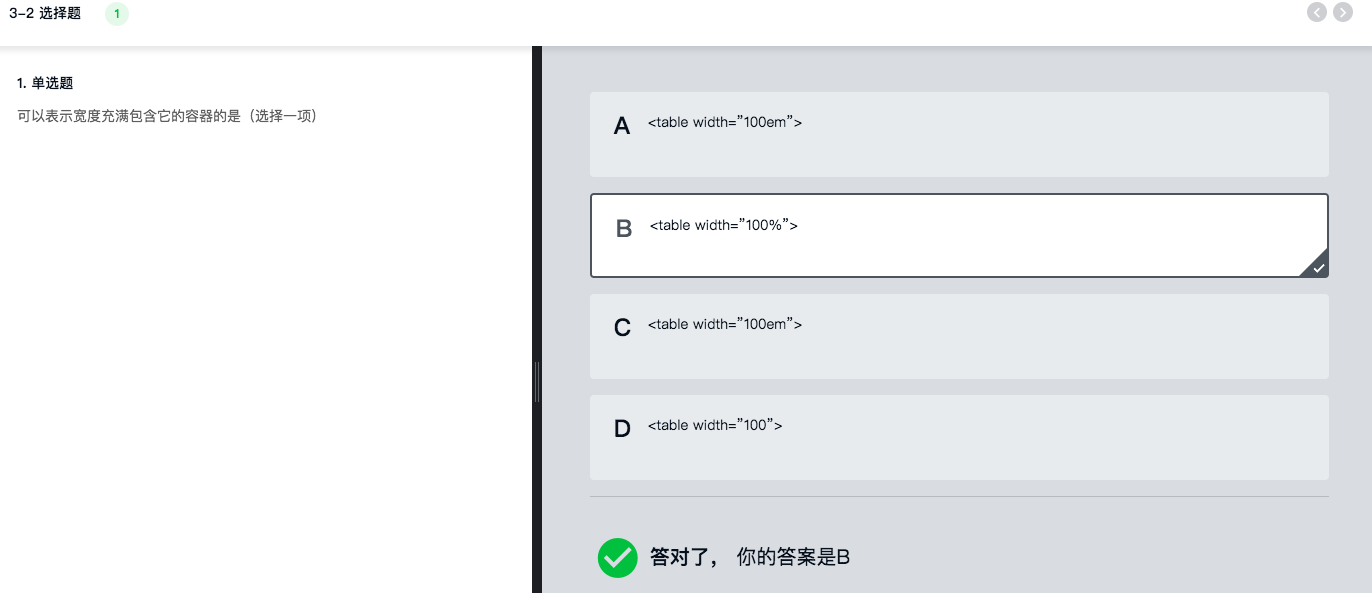 3-2 选择题 1
1. 单选题
可以表示宽度充满包含它的容器的是（选择一项）
A <table width=”100em”>
B <table width=”100%”>
C <table width=”100em”>
D <table width=”100”>
答对了， 你的答案是B